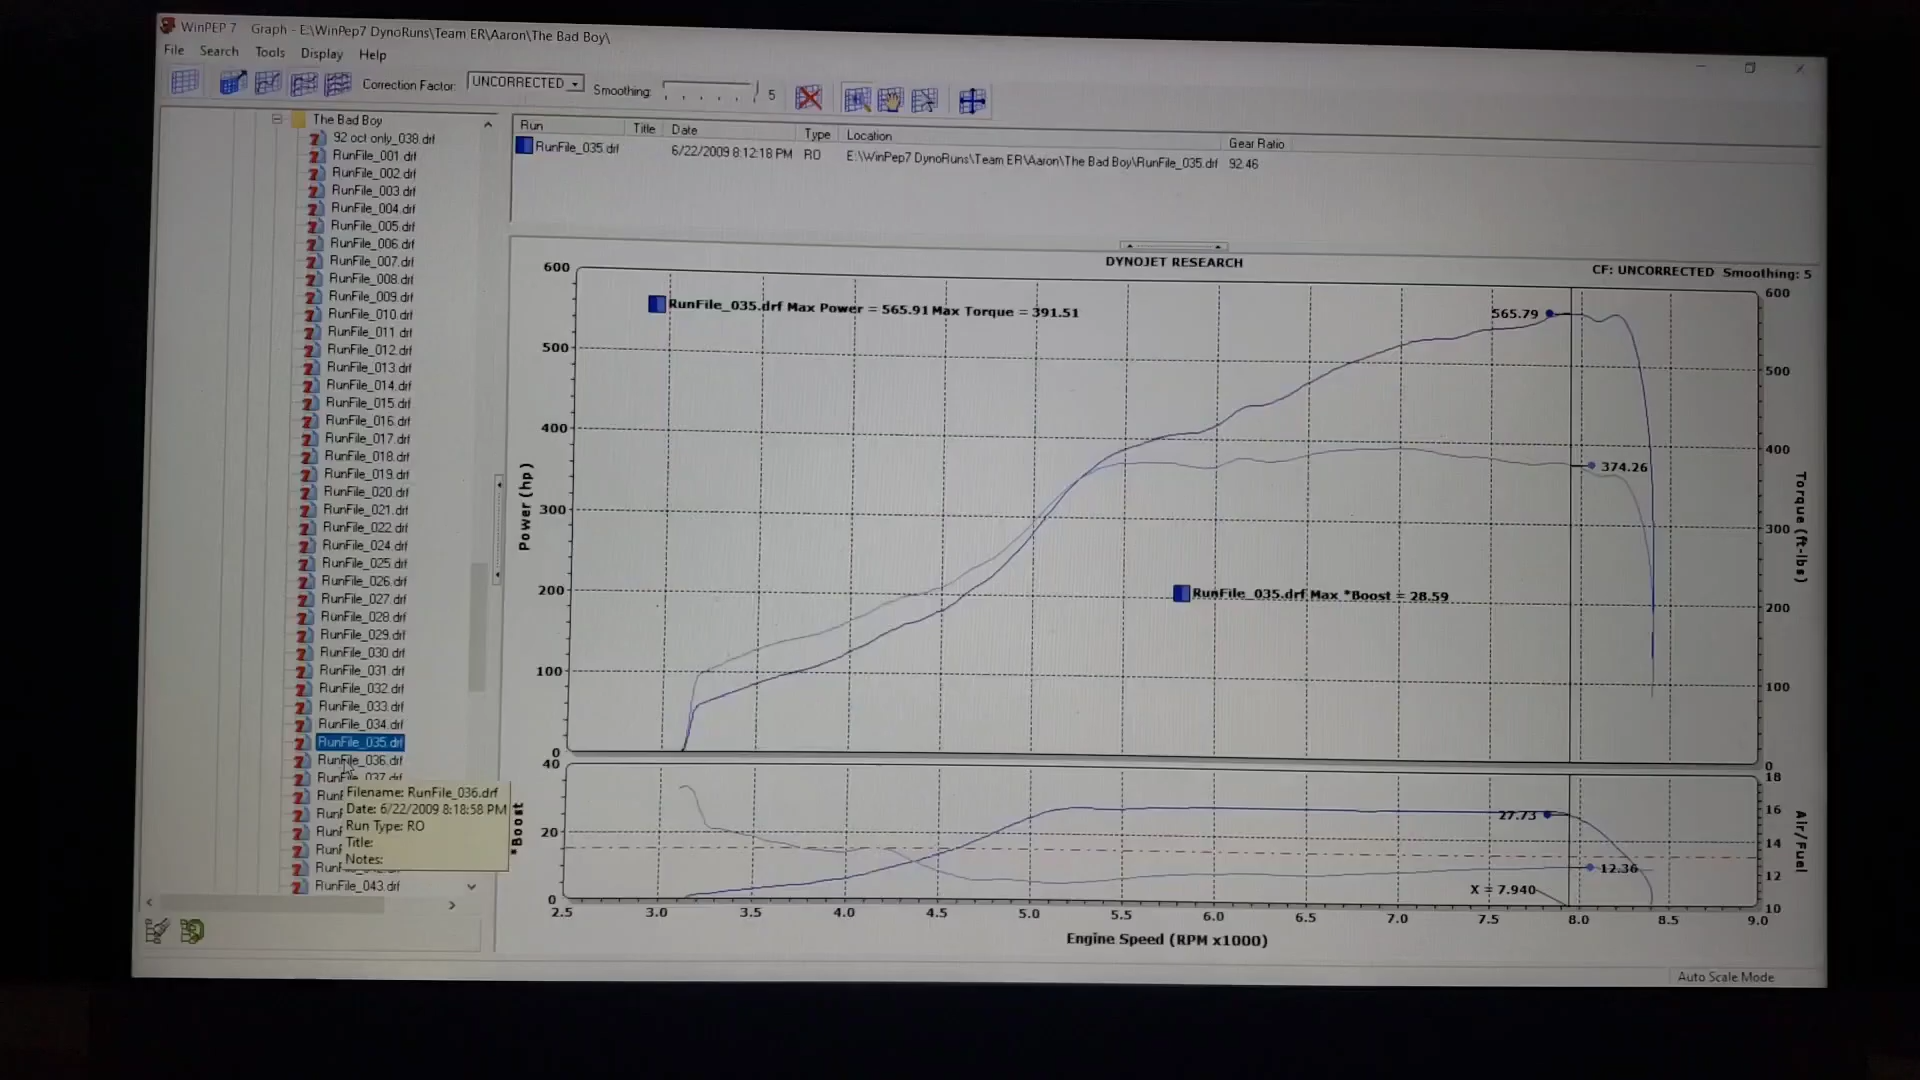 WinPEP 7 Graph - E:\WinPep7 DynoRuns\Team ER\Aaron\The Bad Boy\
File Search Tools Display Help
Correction Factor: UNCORRECTED Smoothing: 5
The Bad Boy
92 oct only_038.drf
RunFile_001.drf
RunFile_002.drf
RunFile_003.drf
RunFile_004.drf
RunFile_005.drf
RunFile_006.drf
RunFile_007.drf
RunFile_008.drf
RunFile_009.drf
RunFile_010.drf
RunFile_011.drf
RunFile_012.drf
RunFile_013.drf
RunFile_014.drf
RunFile_015.drf
RunFile_016.drf
RunFile_017.drf
RunFile_018.drf
RunFile_019.drf
RunFile_020.drf
RunFile_021.drf
RunFile_022.drf
RunFile_024.drf
RunFile_025.drf
RunFile_026.drf
RunFile_027.drf
RunFile_028.drf
RunFile_029.drf
RunFile_030.drf
RunFile_031.drf
RunFile_032.drf
RunFile_033.drf
RunFile_034.drf
RunFile_035.drf
RunFile_036.drf
RunFile_037.drf
Filename: RunFile_036.drf
Date: 6/22/2009 8:18:58 PM
Run Type: RO
Title:
Notes:
RunFile_043.drf
Run Title Date Type Location Gear Ratio
RunFile_035.drf 6/22/2009 8:12:18 PM RO E:\WinPep7 DynoRuns\Team ER\Aaron\The Bad Boy\RunFile_035.drf 92.46
DYNOJET RESEARCH
CF: UNCORRECTED Smoothing: 5
RunFile_035.drf Max Power = 565.91 Max Torque = 391.51
565.79
374.26
RunFile_035.drf Max *Boost = 28.59
600
500
400
300
200
100
0
Power (hp)
600
500
400
300
200
100
0
Torque (ft-lbs)
40
20
0
*Boost
27.73
12.36
X = 7.940
18
16
14
12
10
Air/Fuel
2.5 3.0 3.5 4.0 4.5 5.0 5.5 6.0 6.5 7.0 7.5 8.0 8.5 9.0
Engine Speed (RPM x1000)
Auto Scale Mode